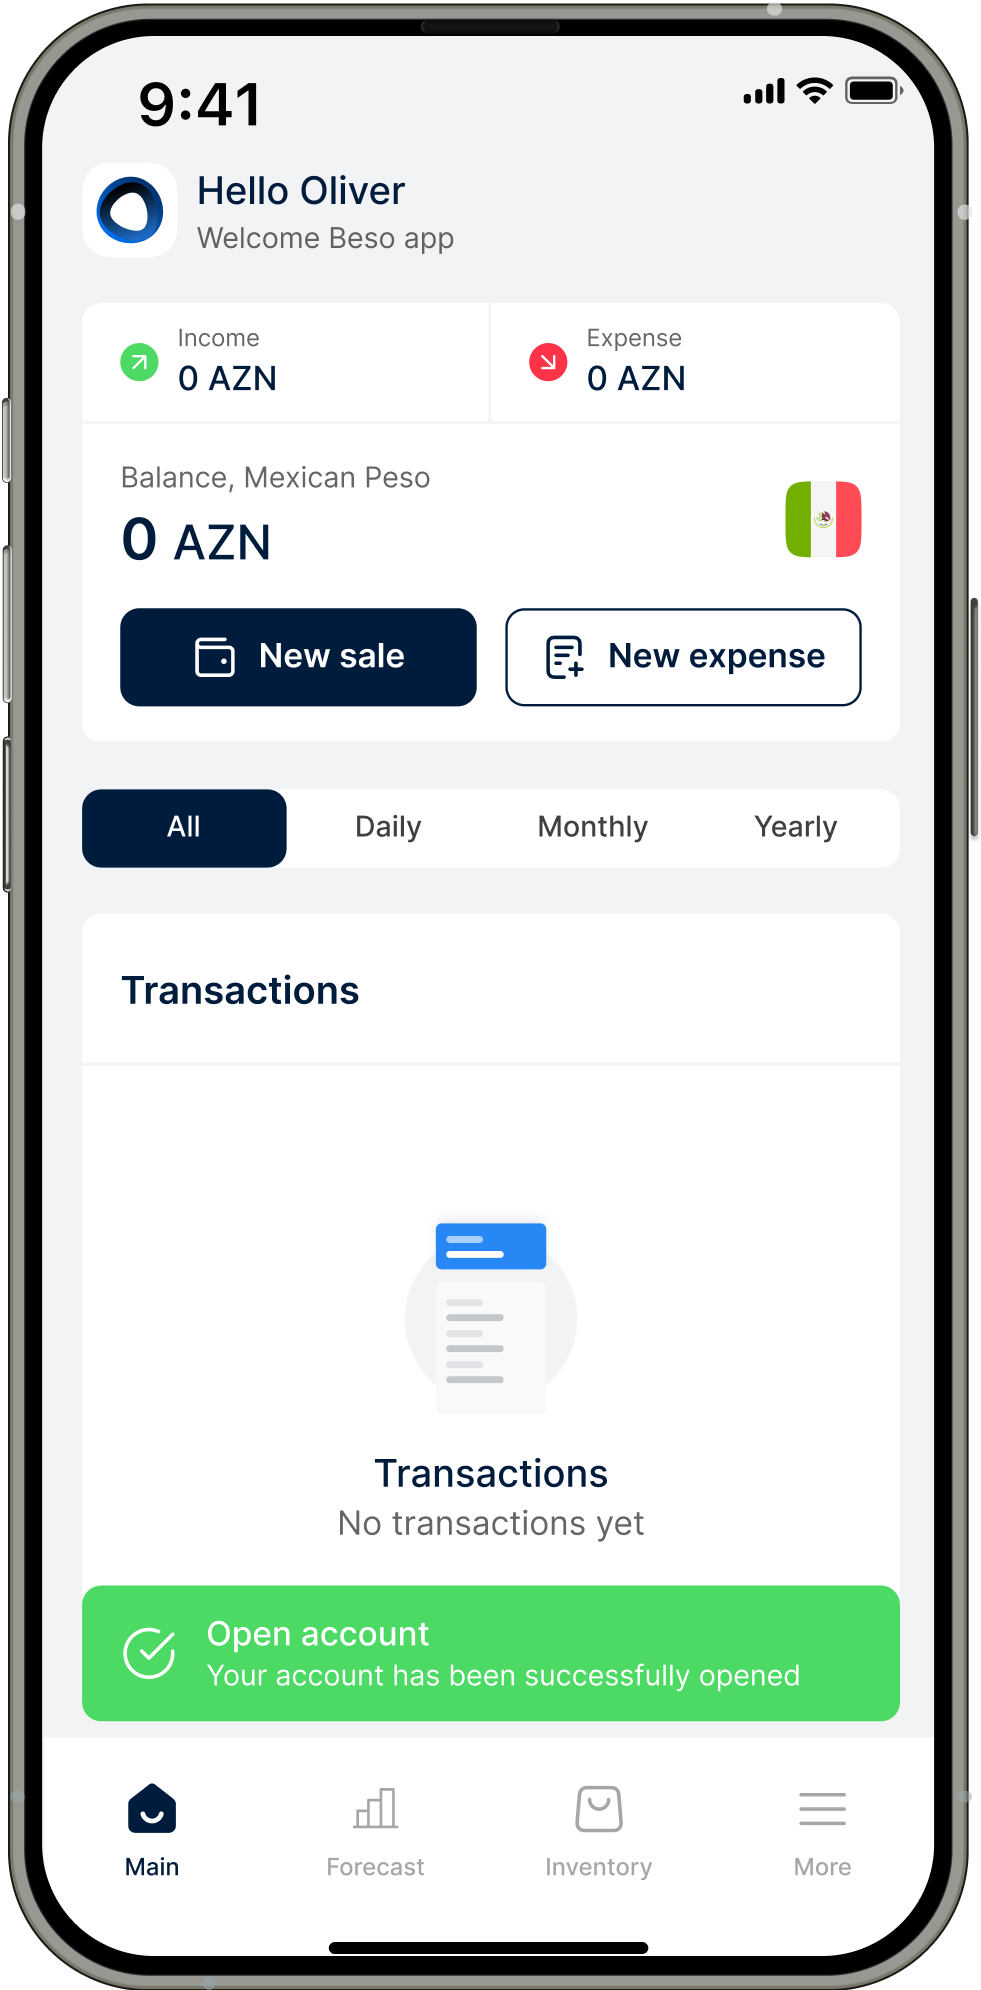 9:41
Hello Oliver
Welcome Beso app
Income
0 AZN
Expense
0 AZN
Balance, Mexican Peso
0 AZN
New sale
New expense
All
Daily
Monthly
Yearly
Transactions
Transactions
No transactions yet
Open account
Your account has been successfully opened
Main
Forecast
Inventory
More